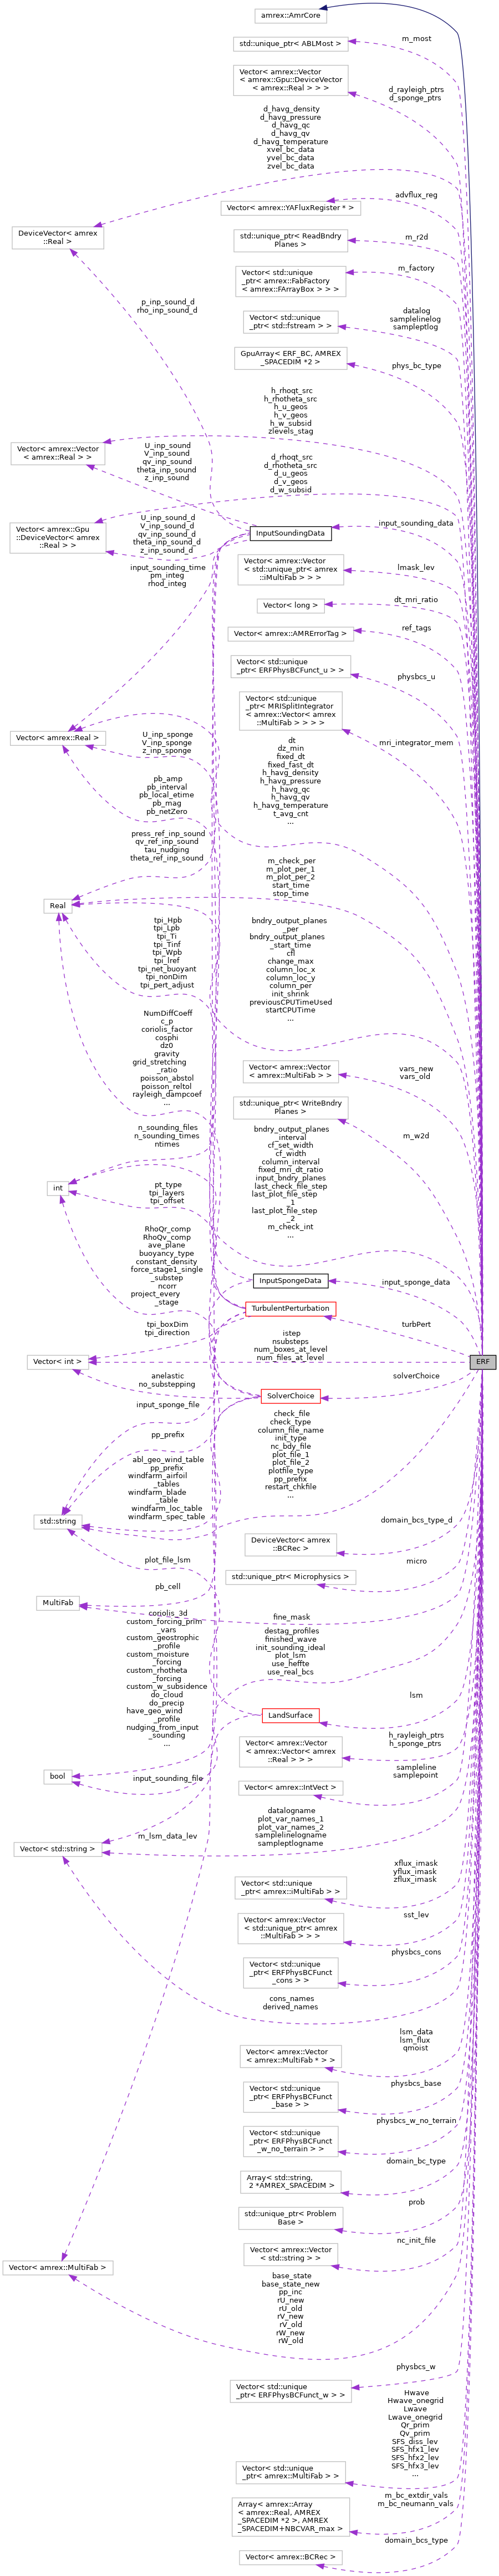 amrex::AmrCore
m_most
std::unique_ptr< ABLMost >
Vector< amrex::Vector
< amrex::Gpu::DeviceVector
< amrex::Real > > >
d_rayleigh_ptrs
d_sponge_ptrs
d_havg_density
d_havg_pressure
d_havg_qc
d_havg_qv
d_havg_temperature
xvel_bc_data
yvel_bc_data
zvel_bc_data
advflux_reg
Vector< amrex::YAFluxRegister * >
DeviceVector< amrex
::Real >
std::unique_ptr< ReadBndry
Planes >
m_r2d
m_factory
Vector< std::unique
_ptr< amrex::FabFactory
< amrex::FArrayBox > > >
p_inp_sound_d
rho_inp_sound_d
datalog
samplelinelog
sampleptlog
Vector< std::unique
_ptr< std::fstream > >
GpuArray< ERF_BC, AMREX
_SPACEDIM *2 >
phys_bc_type
h_rhoqt_src
h_rhotheta_src
h_u_geos
h_v_geos
h_w_subsid
zlevels_stag
Vector< amrex::Vector
< amrex::Real > >
U_inp_sound
V_inp_sound
qv_inp_sound
theta_inp_sound
z_inp_sound
d_rhoqt_src
d_rhotheta_src
d_u_geos
d_v_geos
d_w_subsid
Vector< amrex::Gpu
::DeviceVector< amrex
::Real > >
U_inp_sound_d
V_inp_sound_d
qv_inp_sound_d
theta_inp_sound_d
z_inp_sound_d
InputSoundingData
input_sounding_data
input_sounding_time
pm_integ
rhod_integ
Vector< amrex::Vector
< std::unique_ptr< amrex
::iMultiFab > > >
lmask_lev
Vector< long >
dt_mri_ratio
Vector< amrex::AMRErrorTag >
ref_tags
Vector< std::unique
_ptr< ERFPhysBCFunct_u > >
physbcs_u
Vector< std::unique
_ptr< MRISplitIntegrator
< amrex::Vector< amrex
::MultiFab > > > >
mri_integrator_mem
Vector< amrex::Real >
U_inp_sponge
V_inp_sponge
z_inp_sponge
dt
dz_min
fixed_dt
fixed_fast_dt
h_havg_density
h_havg_pressure
h_havg_qc
h_havg_qv
h_havg_temperature
t_avg_cnt
...
pb_amp
pb_interval
pb_local_etime
pb_mag
pb_netZero
press_ref_inp_sound
qv_ref_inp_sound
tau_nudging
theta_ref_inp_sound
m_check_per
m_plot_per_1
m_plot_per_2
start_time
stop_time
Real
tpi_Hpb
tpi_Lpb
tpi_Ti
tpi_Tinf
tpi_Wpb
tpi_lref
tpi_net_buoyant
tpi_nonDim
tpi_pert_adjust
bndry_output_planes
_per
bndry_output_planes
_start_time
cfl
change_max
column_loc_x
column_loc_y
column_per
init_shrink
previousCPUTimeUsed
startCPUTime
...
NumDiffCoeff
c_p
coriolis_factor
cosphi
dz0
gravity
grid_stretching
_ratio
poisson_abstol
poisson_reltol
rayleigh_dampcoef
...
Vector< amrex::Vector
< amrex::MultiFab > >
vars_new
vars_old
std::unique_ptr< WriteBndry
Planes >
m_w2d
n_sounding_files
n_sounding_times
ntimes
bndry_output_planes
_interval
cf_set_width
cf_width
column_interval
fixed_mri_dt_ratio
input_bndry_planes
last_check_file_step
last_plot_file_step
_1
last_plot_file_step
_2
m_check_int
...
int
pt_type
tpi_layers
tpi_offset
RhoQr_comp
RhoQv_comp
ave_plane
buoyancy_type
constant_density
force_stage1_single
_substep
ncorr
project_every
_stage
InputSpongeData
input_sponge_data
TurbulentPerturbation
turbPert
tpi_boxDim
tpi_direction
istep
nsubsteps
num_boxes_at_level
num_files_at_level
Vector< int >
ERF
anelastic
no_substepping
solverChoice
SolverChoice
input_sponge_file
check_file
check_type
column_file_name
init_type
nc_bdy_file
plot_file_1
plot_file_2
plotfile_type
pp_prefix
restart_chkfile
...
pp_prefix
abl_geo_wind_table
pp_prefix
windfarm_airfoil
_tables
windfarm_blade
_table
windfarm_loc_table
windfarm_spec_table
std::string
domain_bcs_type_d
DeviceVector< amrex
::BCRec >
plot_file_lsm
micro
std::unique_ptr< Microphysics >
pb_cell
MultiFab
fine_mask
coriolis_3d
custom_forcing_prim
_vars
custom_geostrophic
_profile
custom_moisture
_forcing
custom_rhotheta
_forcing
custom_w_subsidence
do_cloud
do_precip
have_geo_wind
_profile
nudging_from_input
_sounding
...
destag_profiles
finished_wave
init_sounding_ideal
plot_lsm
use_heffte
use_real_bcs
lsm
LandSurface
Vector< amrex::Vector
< amrex::Vector< amrex
::Real > > >
h_rayleigh_ptrs
h_sponge_ptrs
bool
input_sounding_file
Vector< amrex::IntVect >
sampleline
samplepoint
datalogname
plot_var_names_1
plot_var_names_2
samplelinelogname
sampleptlogname
m_lsm_data_lev
Vector< std::string >
xflux_imask
yflux_imask
zflux_imask
Vector< std::unique
_ptr< amrex::iMultiFab > >
sst_lev
Vector< amrex::Vector
< std::unique_ptr< amrex
::MultiFab > > >
physbcs_cons
Vector< std::unique
_ptr< ERFPhysBCFunct
_cons > >
cons_names
derived_names
lsm_data
lsm_flux
qmoist
Vector< amrex::Vector
< amrex::MultiFab * > >
physbcs_base
Vector< std::unique
_ptr< ERFPhysBCFunct
_base > >
physbcs_w_no_terrain
Vector< std::unique
_ptr< ERFPhysBCFunct
_w_no_terrain > >
domain_bc_type
Array< std::string,
2 *AMREX_SPACEDIM >
prob
std::unique_ptr< Problem
Base >
nc_init_file
Vector< amrex::Vector
< std::string > >
Vector< amrex::MultiFab >
base_state
base_state_new
pp_inc
rU_new
rU_old
rV_new
rV_old
rW_new
rW_old
physbcs_w
Vector< std::unique
_ptr< ERFPhysBCFunct_w > >
Hwave
Hwave_onegrid
Lwave
Lwave_onegrid
Qr_prim
Qv_prim
SFS_diss_lev
SFS_hfx1_lev
SFS_hfx2_lev
SFS_hfx3_lev
...
Vector< std::unique
_ptr< amrex::MultiFab > >
m_bc_extdir_vals
m_bc_neumann_vals
Array< amrex::Array
< amrex::Real, AMREX
_SPACEDIM *2 >, AMREX
_SPACEDIM+NBCVAR_max >
domain_bcs_type
Vector< amrex::BCRec >